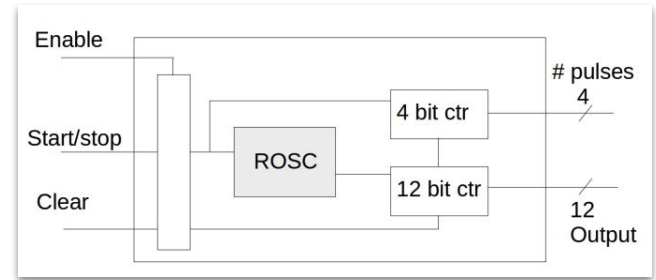 Enable
# pulses
4
4 bit ctr
Start/stop
ROSC
12 bit ctr
Clear
12
Output